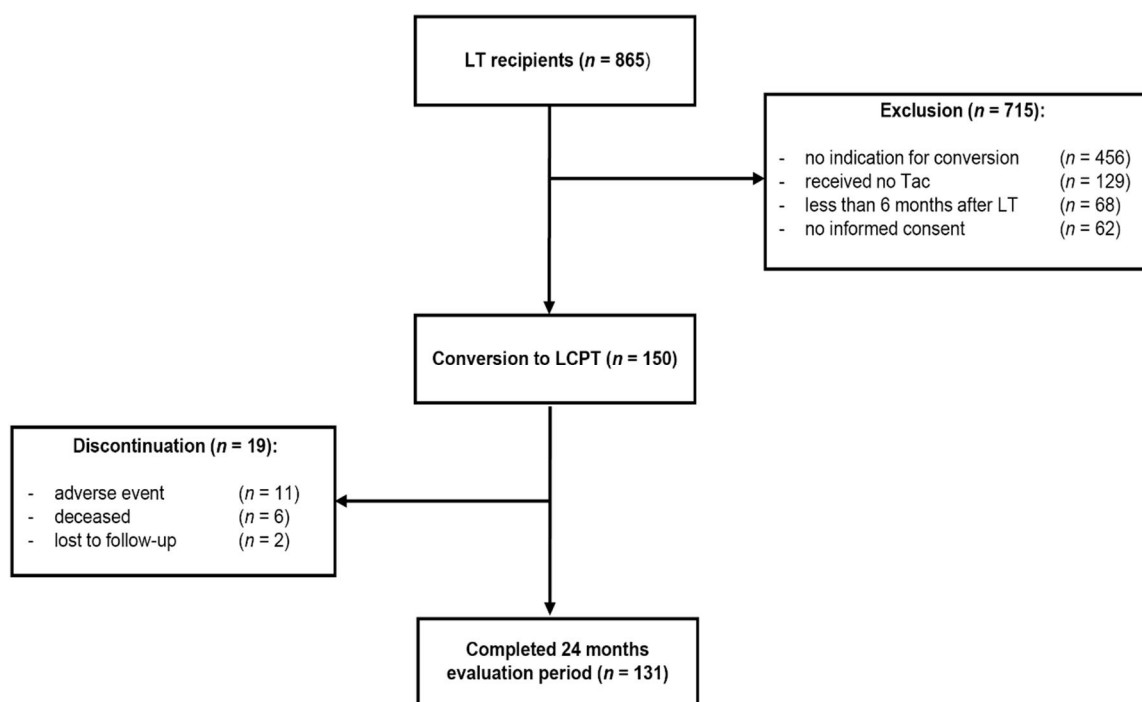 LT recipients (n = 865)
Exclusion (n = 715):
- no indication for conversion (n = 456)
- received no Tac (n = 129)
- less than 6 months after LT (n = 68)
- no informed consent (n = 62)
Conversion to LCPT (n = 150)
Discontinuation (n = 19):
- adverse event (n = 11)
- deceased (n = 6)
- lost to follow-up (n = 2)
Completed 24 months
evaluation period (n = 131)